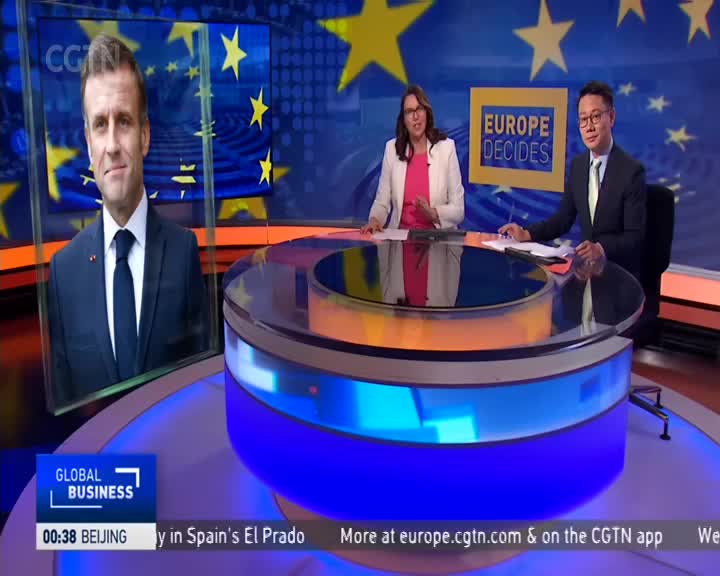 CGTN
EUROPE
DECIDES
GLOBAL
BUSINESS
00:38 BEIJING
in Spain's El Prado More at europe.cgtn.com & on the CGTN app We